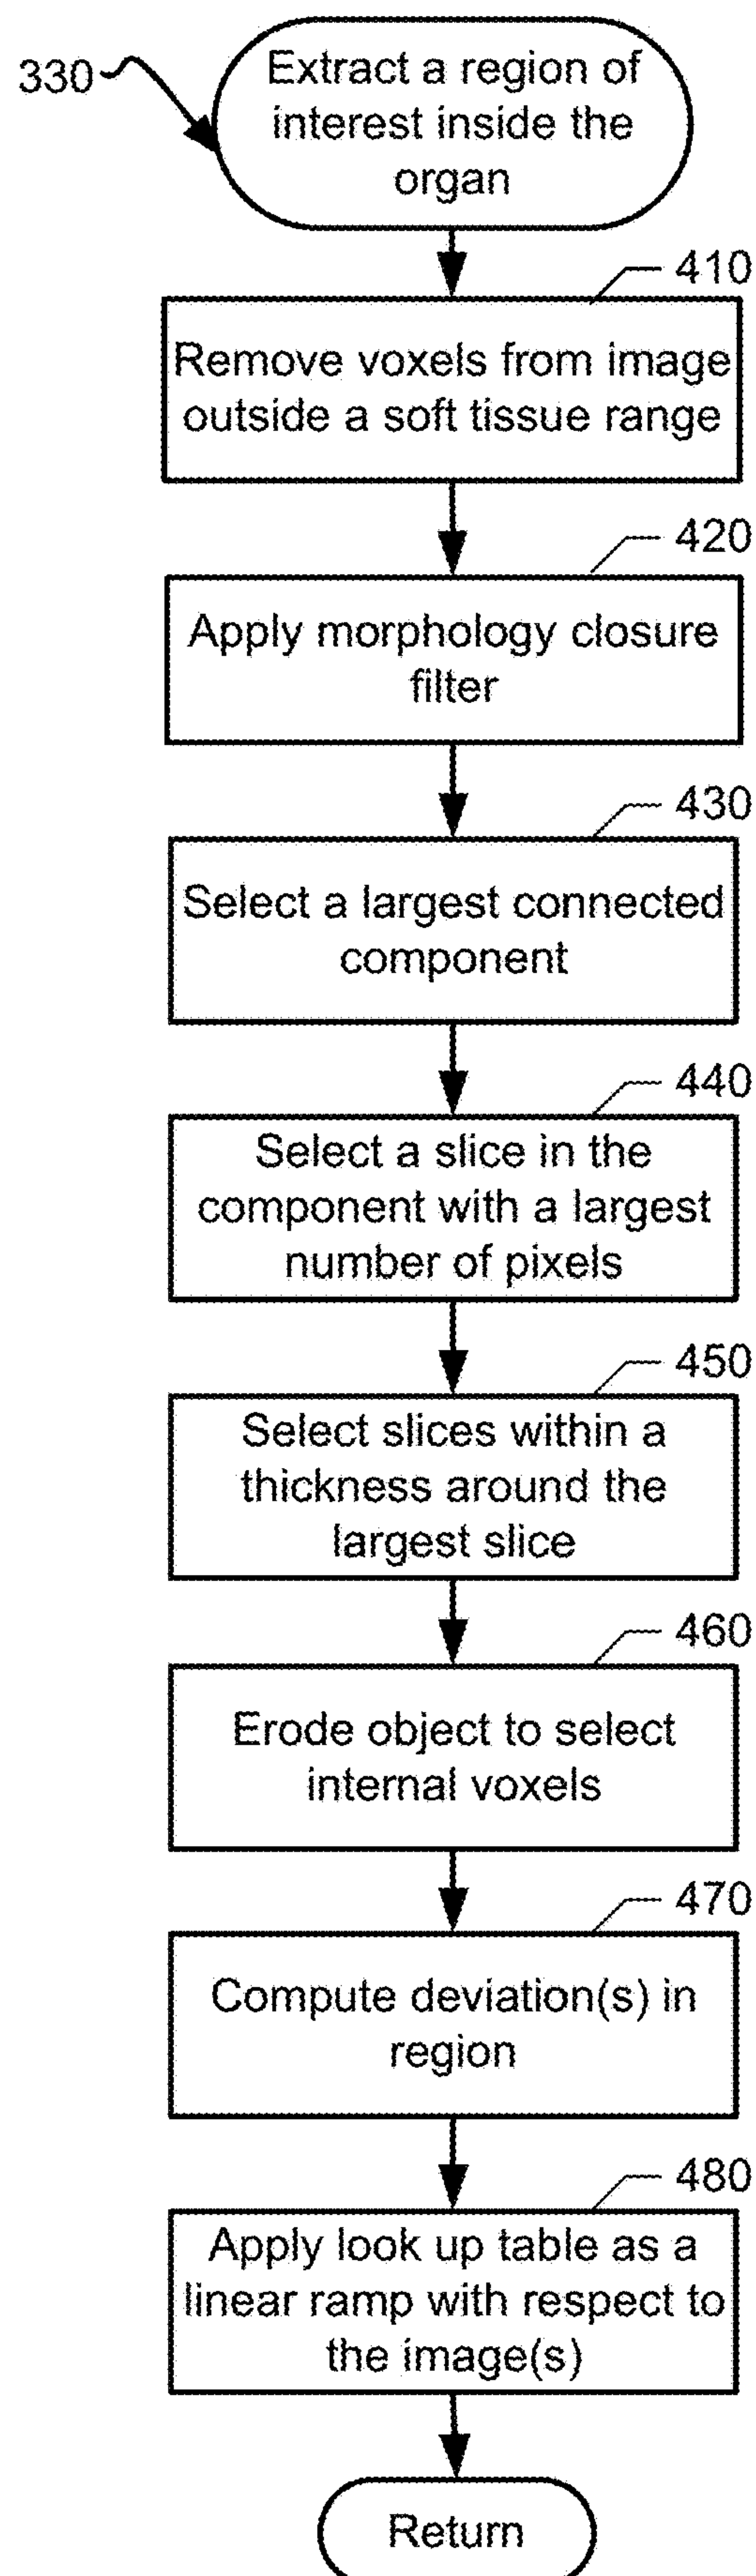 330
Extract a region of
interest inside the
organ
410
Remove voxels from image
outside a soft tissue range
420
Apply morphology closure
filter
430
Select a largest connected
component
440
Select a slice in the
component with a largest
number of pixels
450
Select slices within a
thickness around the
largest slice
460
Erode object to select
internal voxels
470
Compute deviation(s) in
region
480
Apply look up table as a
linear ramp with respect to
the image(s)
Return